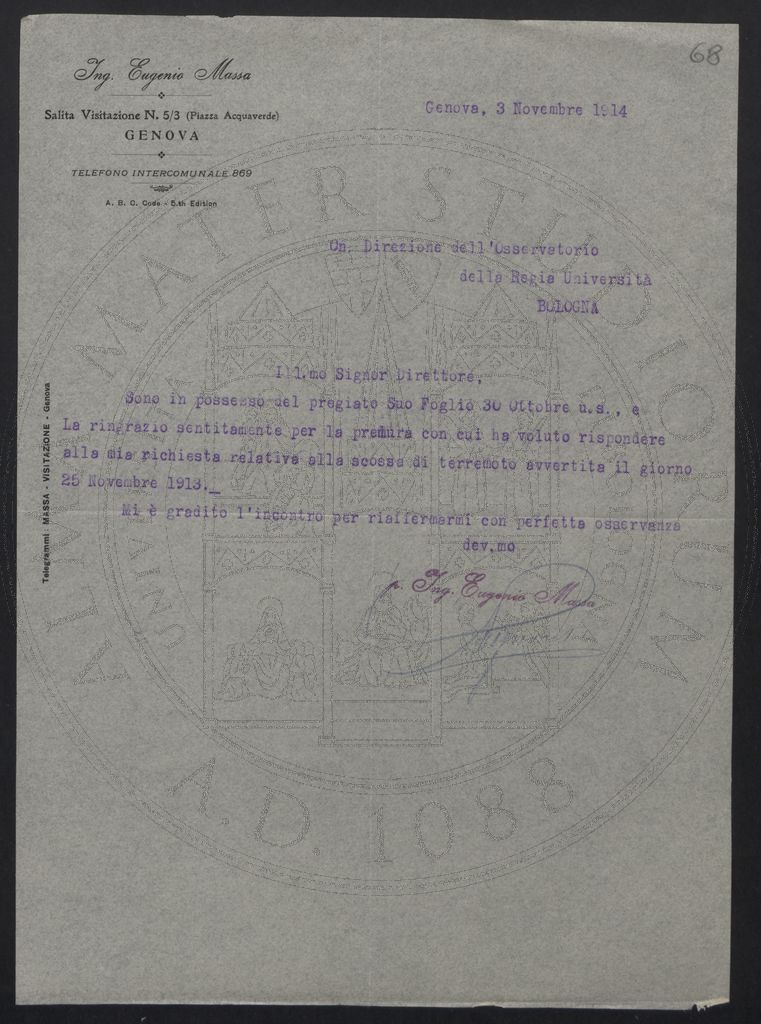 68
Ing. Eugenio Massa
Salita Visitazione N. 5/3 (Piazza Acquaverde)
GENOVA
TELEFONO INTERCOMUNALE 869
A. B. C. Code - 5.th Edition
Genova, 3 Novembre 1914
On. Direzione dell'Osservatorio
della Regia Università
BOLOGNA
Ill.mo Signor Direttore,
Sono in possesso del pregiato Suo Foglio 30 Ottobre u.s., e
La ringrazio sentitamente per la premura con cui ha voluto rispondere
alla mia richiesta relativa alla scossa di terremoto avvertita il giorno
25 Novembre 1913._
Mi è gradito l'incontro per riaffermarmi con perfetta osservanza
dev.mo
p. Ing. Eugenio Massa
Telegrammi: MASSA - VISITAZIONE - Genova
ALMA MATER STUDIORUM
A.D. 1088